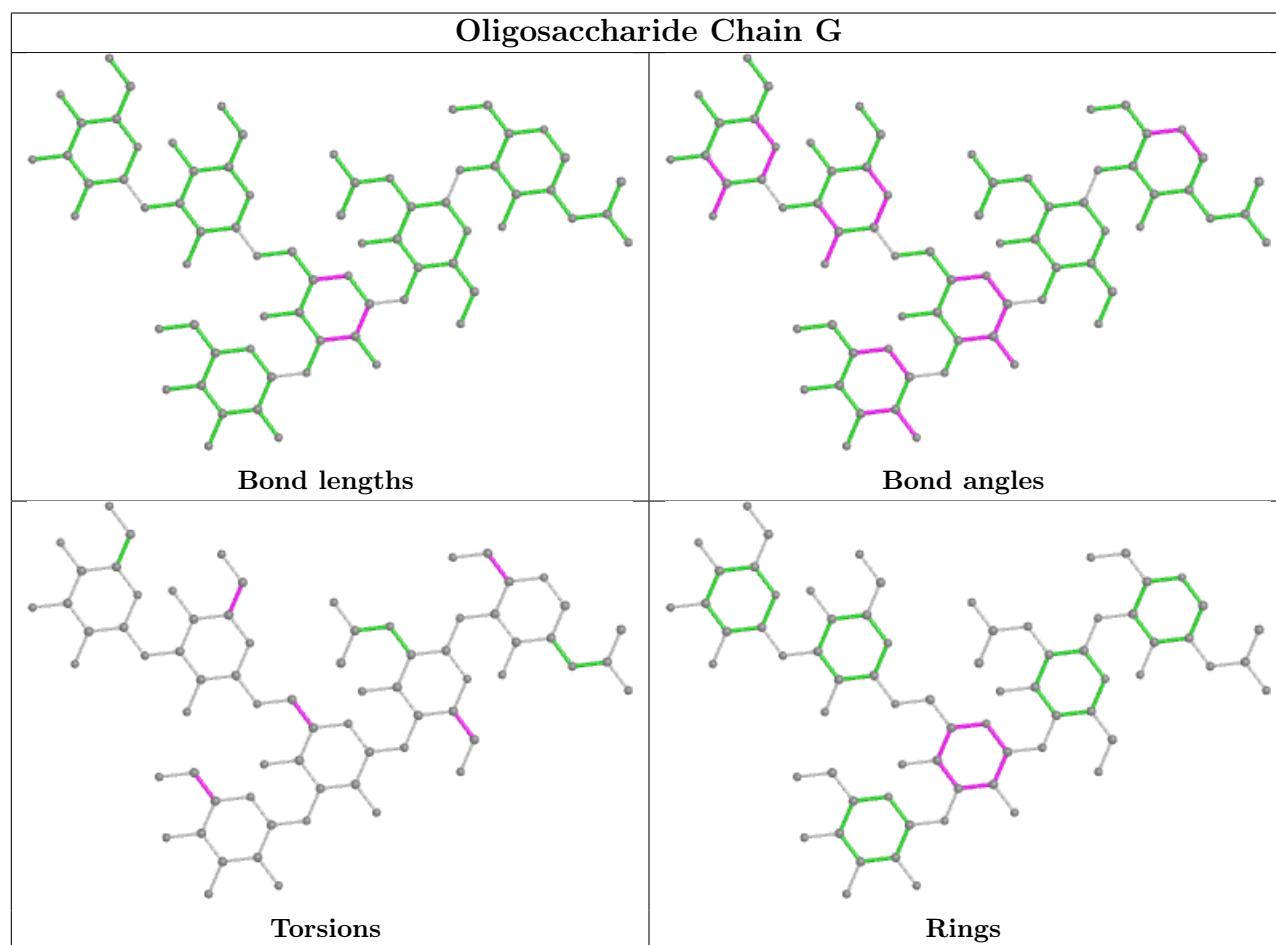 Oligosaccharide Chain G
Bond lengths
Bond angles
Torsions
Rings